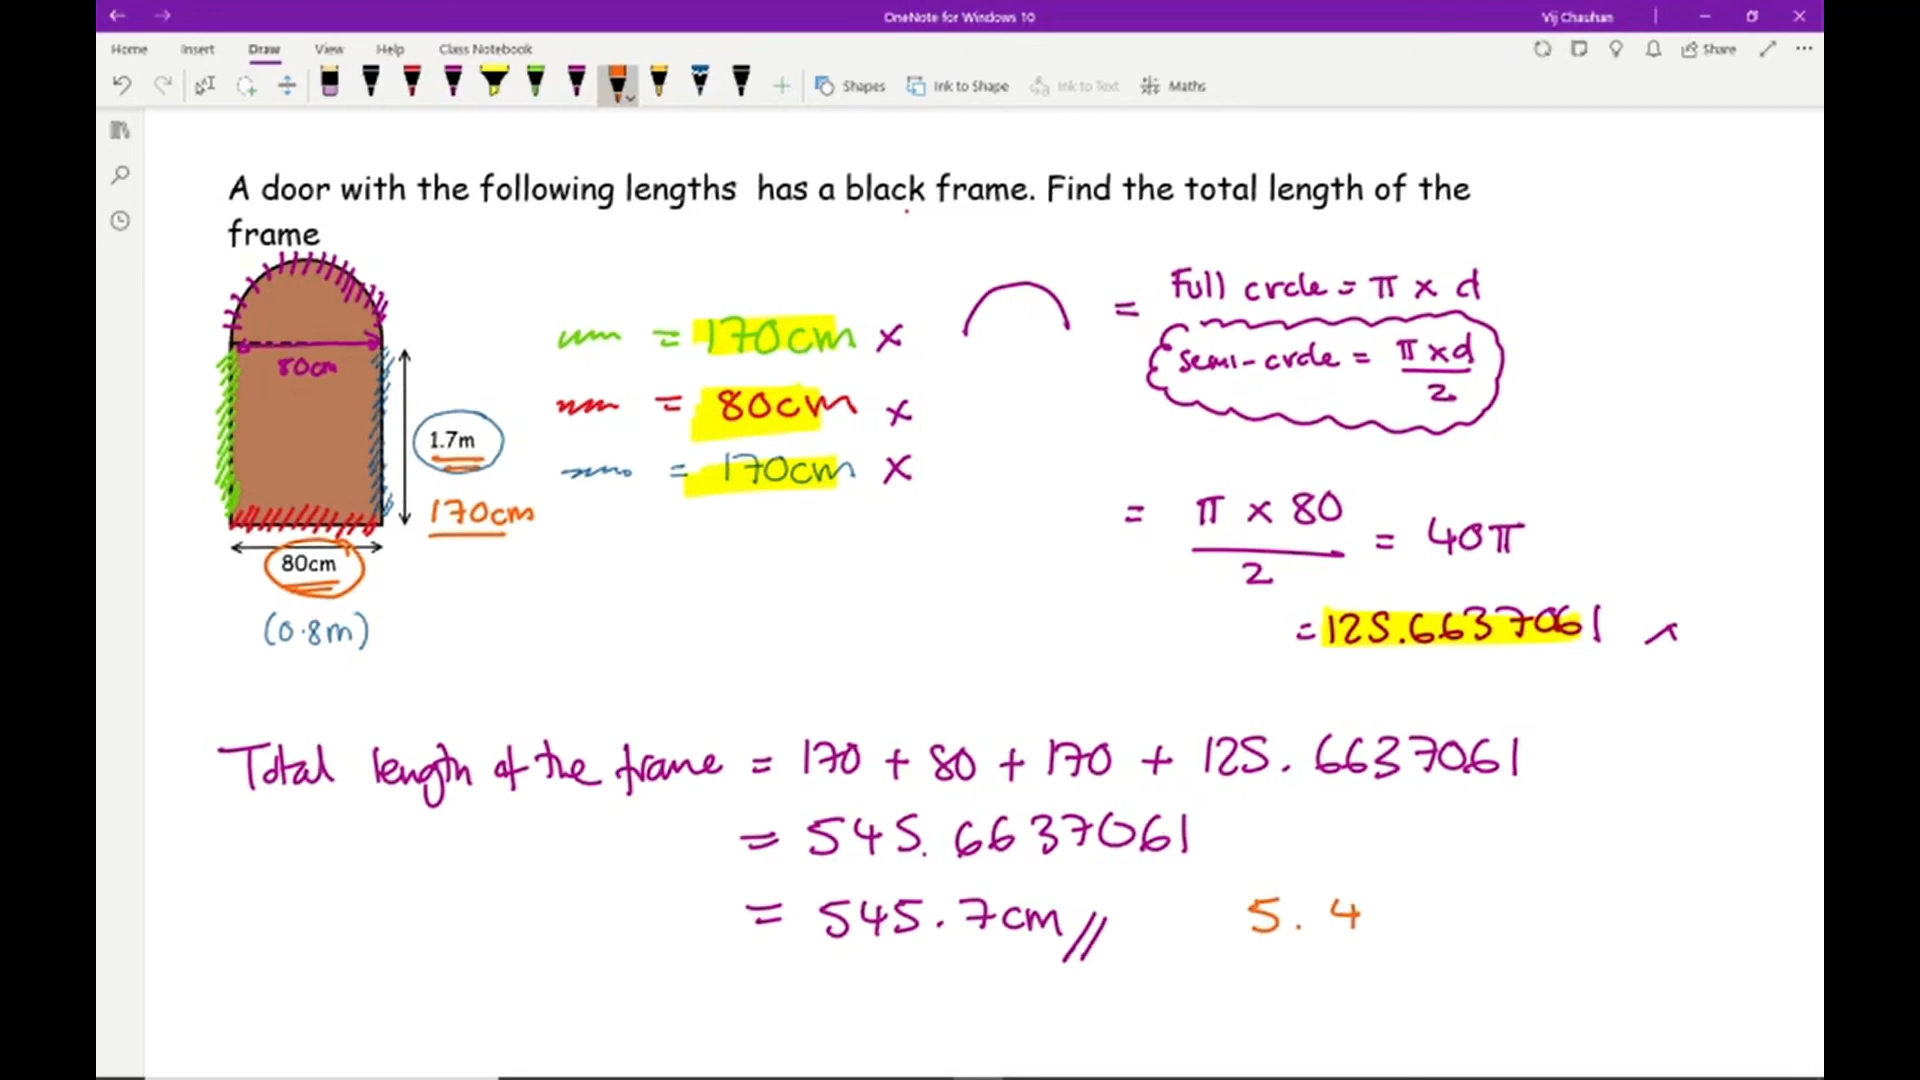 OneNote for Windows 10
Vij Chauhan
Home Insert Draw View Help Class Notebook
Share
Shapes Ink to Shape Ink to Text Maths
A door with the following lengths has a black frame. Find the total length of the
frame
80cm
1.7m
170cm
80cm
(0.8m)
= 170cm ×
= 80cm ×
= 170cm ×
= Full circle = π × d
semi-circle = π × d
2
= π × 80
2
= 40π
= 125.6637061
Total length of the frame = 170 + 80 + 170 + 125.6637061
= 545.6637061
= 545.7cm//
5.4